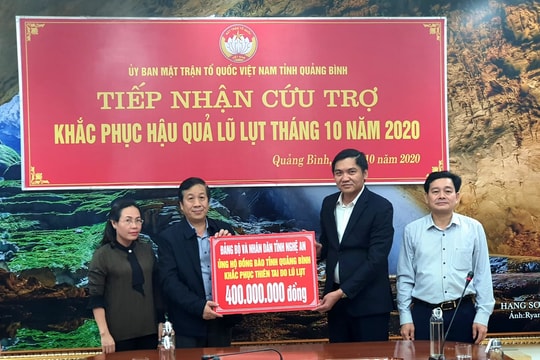 ỦY BAN MẶT TRẬN TỔ QUỐC VIỆT NAM TỈNH QUẢNG BÌNH
TIẾP NHẬN CỨU TRỢ
KHẮC PHỤC HẬU QUẢ LŨ LỤT THÁNG 10 NĂM 2020
Quảng Bình, 10 năm 2020
ĐẢNG BỘ VÀ NHÂN DÂN TỈNH NGHỆ AN
ỦNG HỘ ĐỒNG BÀO TỈNH QUẢNG BÌNH
KHẮC PHỤC THIÊN TAI DO LŨ LỤT
400.000.000 đồng
HANG SƠ
Ảnh:Ryan